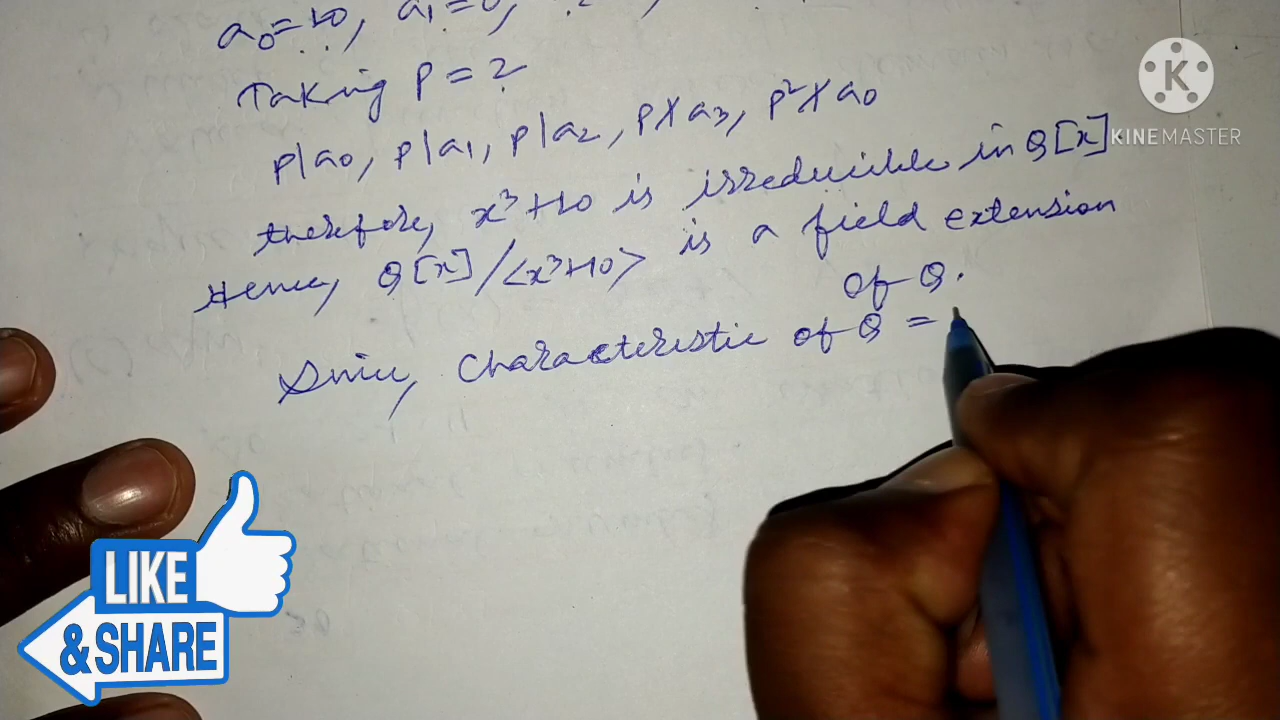 a₀=10, a₁=0,
Taking P = 2
p|a₀, p|a₁, p|a₂, p∤a₃, p²∤a₀
therefore, x³+10 is irreducible in Q[x].
Hence, Q[x]/<x³+10> is a field extension
of Q.
Since, Characteristic of Q =
K
KINEMASTER
LIKE
& SHARE